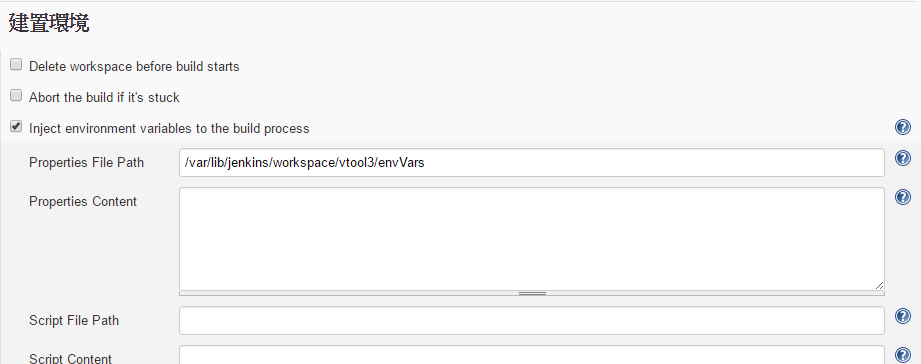 建置環境
Delete workspace before build starts
Abort the build if it's stuck
Inject environment variables to the build process
Properties File Path /var/lib/jenkins/workspace/vtool3/envVars
Properties Content
Script File Path
Script Content